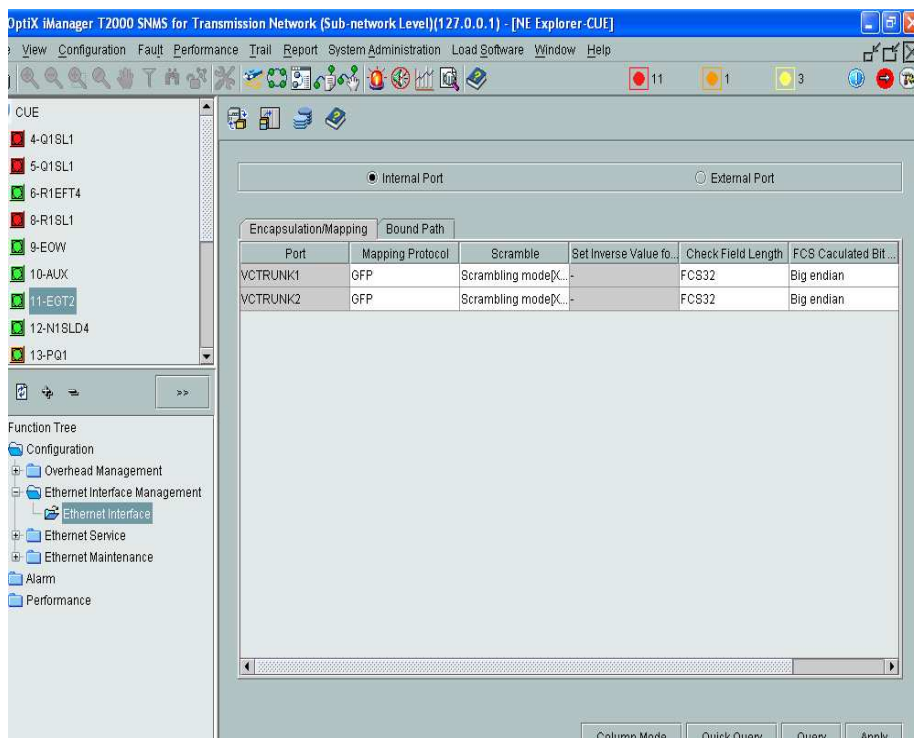 OptiX iManager T2000 SNMS for Transmission Network (Sub-network Level)(127.0.0.1) - [NE Explorer-CUE]
View Configuration Fault Performance Trail Report System Administration Load Software Window Help
11 1 3
CUE
4-Q1SL1
5-Q1SL1
6-R1EFT4
8-R1SL1
9-EOW
10-AUX
11-EGT2
12-N1SLD4
13-PQ1
>>
Function Tree
Configuration
Overhead Management
Ethernet Interface Management
Ethernet Interface
Ethernet Service
Ethernet Maintenance
Alarm
Performance
Internal Port External Port
Encapsulation/Mapping Bound Path
Port Mapping Protocol Scramble Set Inverse Value fo... Check Field Length FCS Caculated Bit ...
VCTRUNK1 GFP Scrambling mode[X... - FCS32 Big endian
VCTRUNK2 GFP Scrambling mode[X... - FCS32 Big endian
Column Mode Quick Query Query Apply